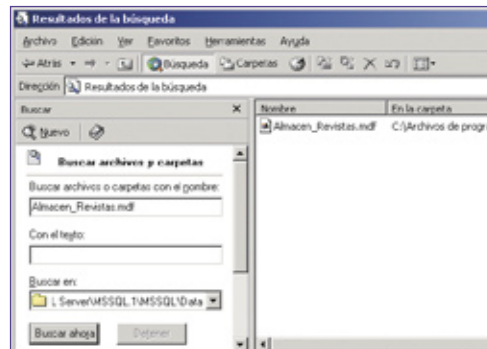 Resultados de la búsqueda
Archivo Edición Ver Favoritos Herramientas Ayuda
Atrás Búsqueda Carpetas
Dirección Resultados de la búsqueda
Buscar
Nuevo
Buscar archivos y carpetas
Buscar archivos o carpetas con el nombre:
Almacen_Revistas.mdf
Con el texto:
Buscar en:
L Server\MSSQL.1\MSSQL\Data
Buscar ahora Detener
Nombre En la carpeta
Almacen_Revistas.mdf C:\Archivos de progr